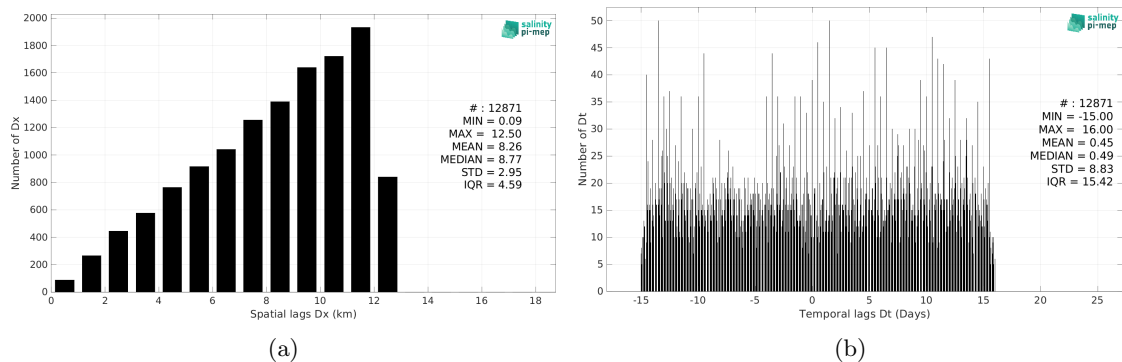 2000
1800
1600
1400
1200
1000
800
600
400
200
0
Number of Dx
0 2 4 6 8 10 12 14 16 18
Spatial lags Dx (km)
salinity
pi-mep
# : 12871
MIN = 0.09
MAX = 12.50
MEAN = 8.26
MEDIAN = 8.77
STD = 2.95
IQR = 4.59
(a)
55
50
45
40
35
30
25
20
15
10
5
0
Number of Dt
-15 -10 -5 0 5 10 15 20 25
Temporal lags Dt (Days)
salinity
pi-mep
# : 12871
MIN = -15.00
MAX = 16.00
MEAN = 0.45
MEDIAN = 0.49
STD = 8.83
IQR = 15.42
(b)